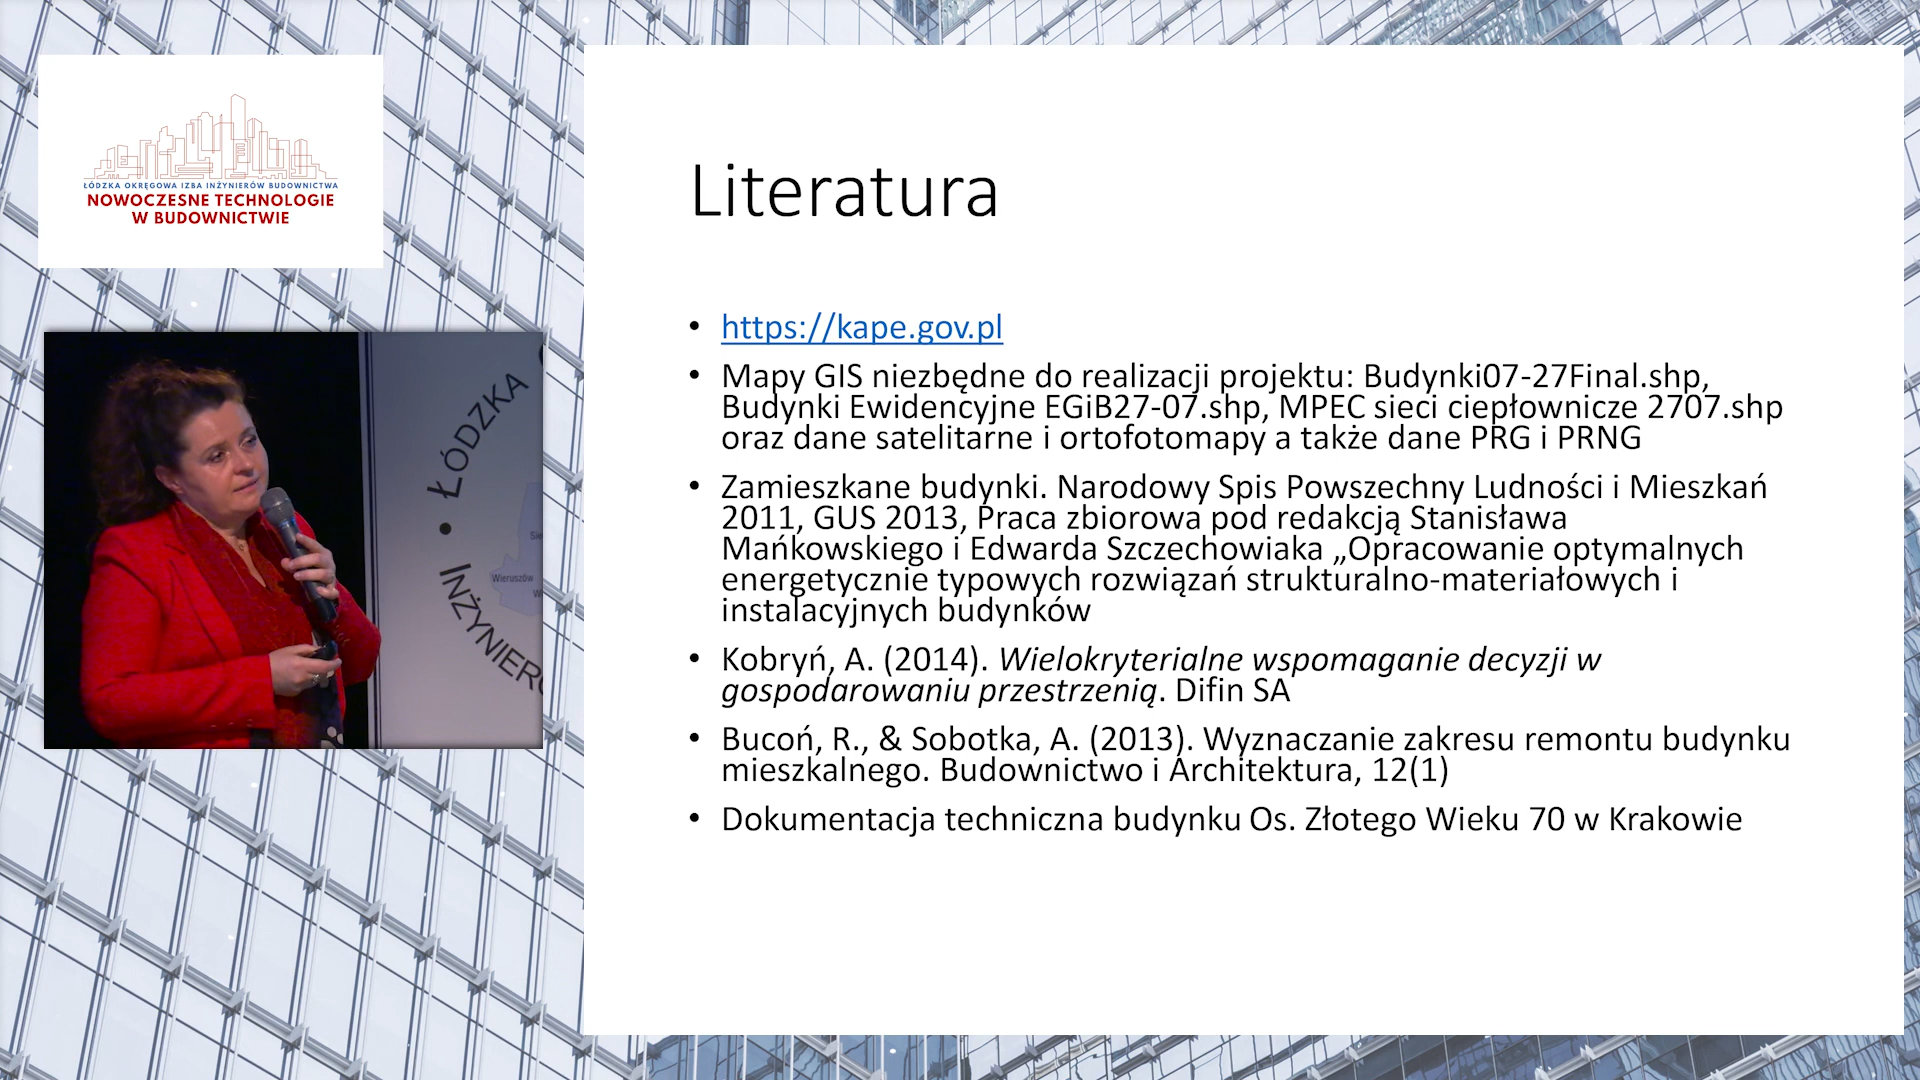 ŁÓDZKA OKRĘGOWA IZBA INŻYNIERÓW BUDOWNICTWA
NOWOCZESNE TECHNOLOGIE
W BUDOWNICTWIE
ŁÓDZKA
Wieruszów
Literatura
• https://kape.gov.pl
• Mapy GIS niezbędne do realizacji projektu: Budynki07-27Final.shp,
Budynki Ewidencyjne EGiB27-07.shp, MPEC sieci ciepłownicze 2707.shp
oraz dane satelitarne i ortofotomapy a także dane PRG i PRNG
• Zamieszkane budynki. Narodowy Spis Powszechny Ludności i Mieszkań
2011, GUS 2013, Praca zbiorowa pod redakcją Stanisława
Mańkowskiego i Edwarda Szczechowiaka „Opracowanie optymalnych
energetycznie typowych rozwiązań strukturalno-materiałowych i
instalacyjnych budynków
• Kobryń, A. (2014). Wielokryterialne wspomaganie decyzji w
gospodarowaniu przestrzenią. Difin SA
• Bucoń, R., & Sobotka, A. (2013). Wyznaczanie zakresu remontu budynku
mieszkalnego. Budownictwo i Architektura, 12(1)
• Dokumentacja techniczna budynku Os. Złotego Wieku 70 w Krakowie